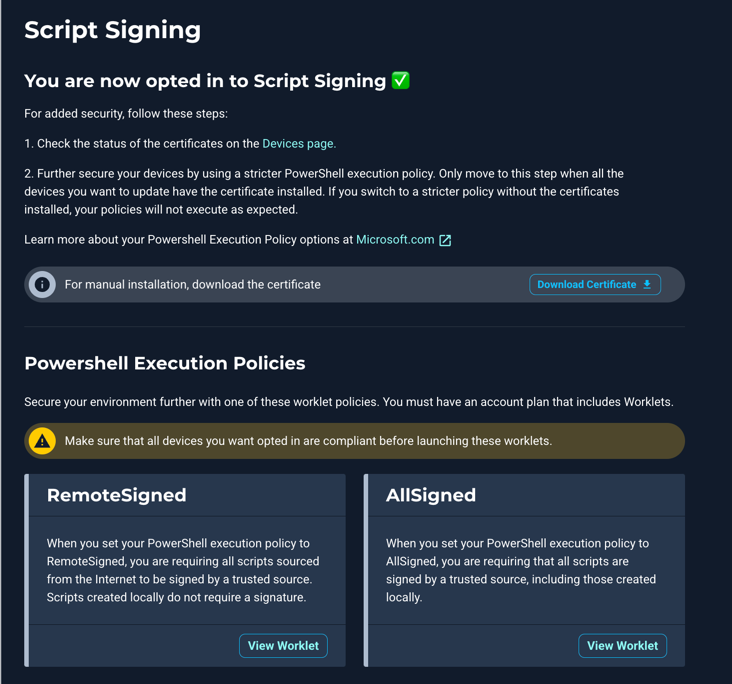 Script Signing
You are now opted in to Script Signing ✅
For added security, follow these steps:
1. Check the status of the certificates on the Devices page.
2. Further secure your devices by using a stricter PowerShell execution policy. Only move to this step when all the
devices you want to update have the certificate installed. If you switch to a stricter policy without the certificates
installed, your policies will not execute as expected.
Learn more about your Powershell Execution Policy options at Microsoft.com
For manual installation, download the certificate
Download Certificate
Powershell Execution Policies
Secure your environment further with one of these worklet policies. You must have an account plan that includes Worklets.
Make sure that all devices you want opted in are compliant before launching these worklets.
RemoteSigned
When you set your PowerShell execution policy to
RemoteSigned, you are requiring all scripts sourced
from the Internet to be signed by a trusted source.
Scripts created locally do not require a signature.
View Worklet
AllSigned
When you set your PowerShell execution policy to
AllSigned, you are requiring that all scripts are
signed by a trusted source, including those created
locally.
View Worklet